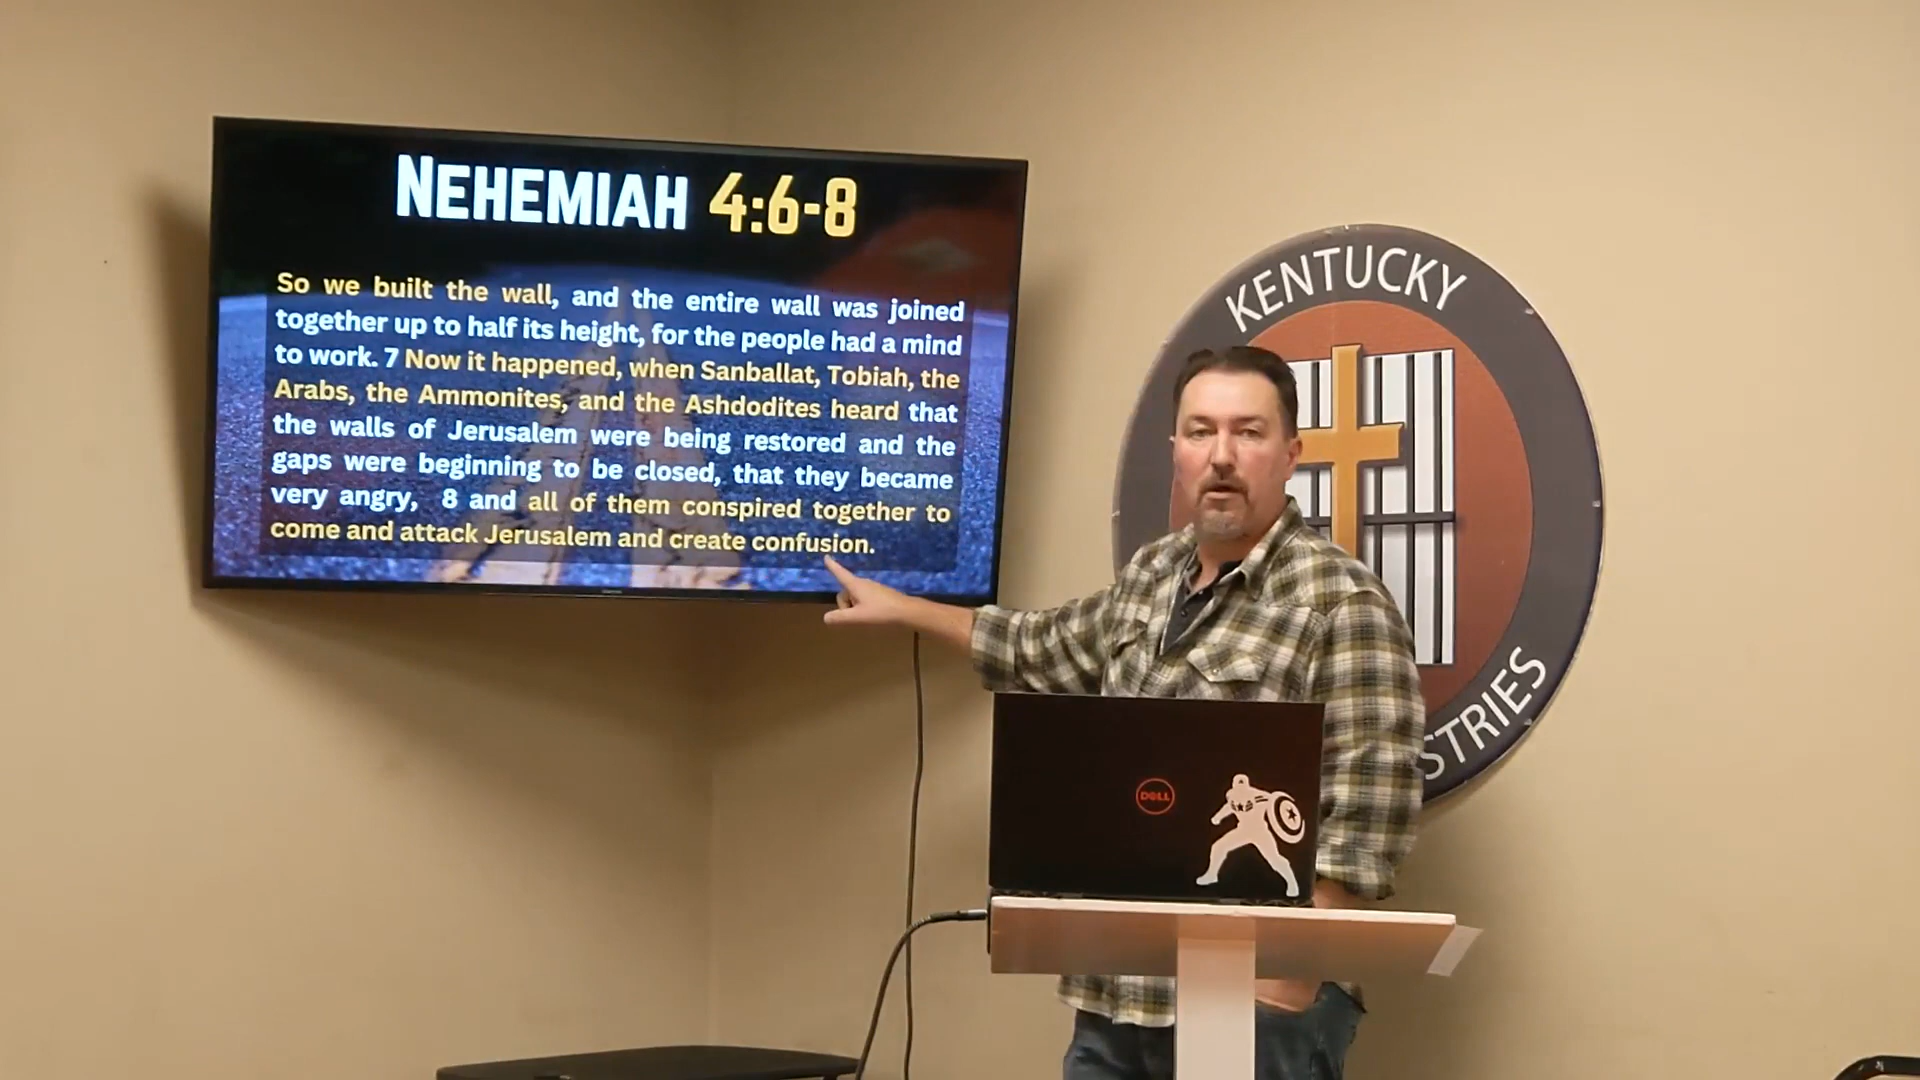 NEHEMIAH 4:6-8
So we built the wall, and the entire wall was joined
together up to half its height, for the people had a mind
to work. 7 Now it happened, when Sanballat, Tobiah, the
Arabs, the Ammonites, and the Ashdodites heard that
the walls of Jerusalem were being restored and the
gaps were beginning to be closed, that they became
very angry, 8 and all of them conspired together to
come and attack Jerusalem and create confusion.
KENTUCKY
STRIES
DELL